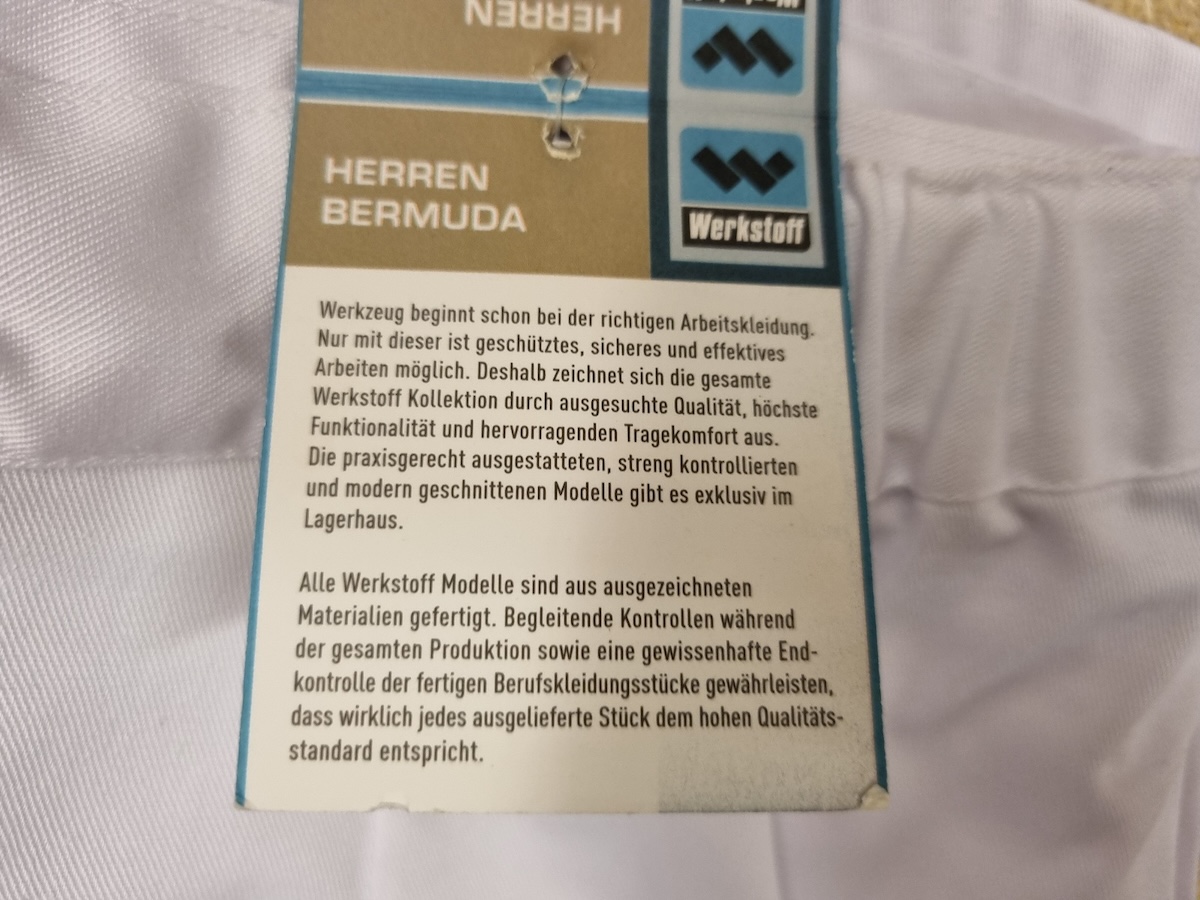 HERREN
HERREN
BERMUDA
Werkstoff
Werkzeug beginnt schon bei der richtigen Arbeitskleidung.
Nur mit dieser ist geschütztes, sicheres und effektives
Arbeiten möglich. Deshalb zeichnet sich die gesamte
Werkstoff Kollektion durch ausgesuchte Qualität, höchste
Funktionalität und hervorragenden Tragekomfort aus.
Die praxisgerecht ausgestatteten, streng kontrollierten
und modern geschnittenen Modelle gibt es exklusiv im
Lagerhaus.
Alle Werkstoff Modelle sind aus ausgezeichneten
Materialien gefertigt. Begleitende Kontrollen während
der gesamten Produktion sowie eine gewissenhafte End-
kontrolle der fertigen Berufskleidungsstücke gewährleisten,
dass wirklich jedes ausgelieferte Stück dem hohen Qualitäts-
standard entspricht.